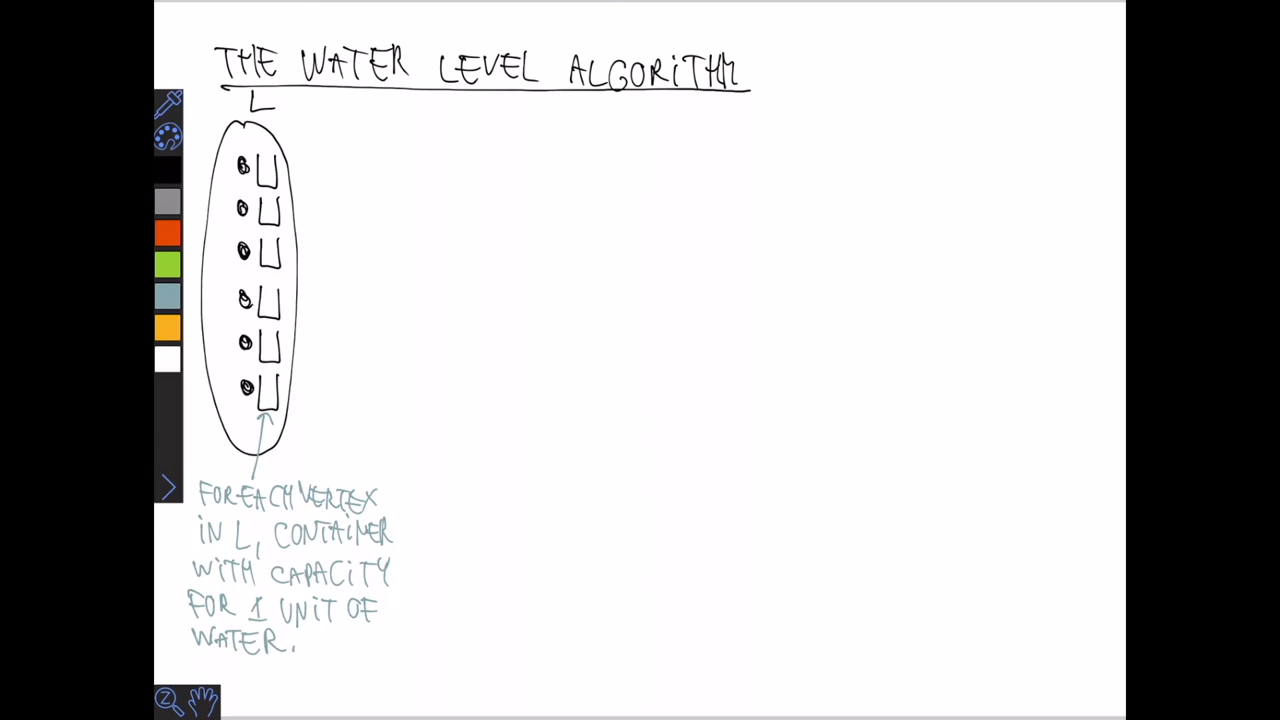 THE WATER LEVEL ALGORiTHM
L
FOR EACH VERTEX
iN L, CONTAiNER
WiTH CAPACiTY
FOR 1 UNiT OF
WATER.
Z